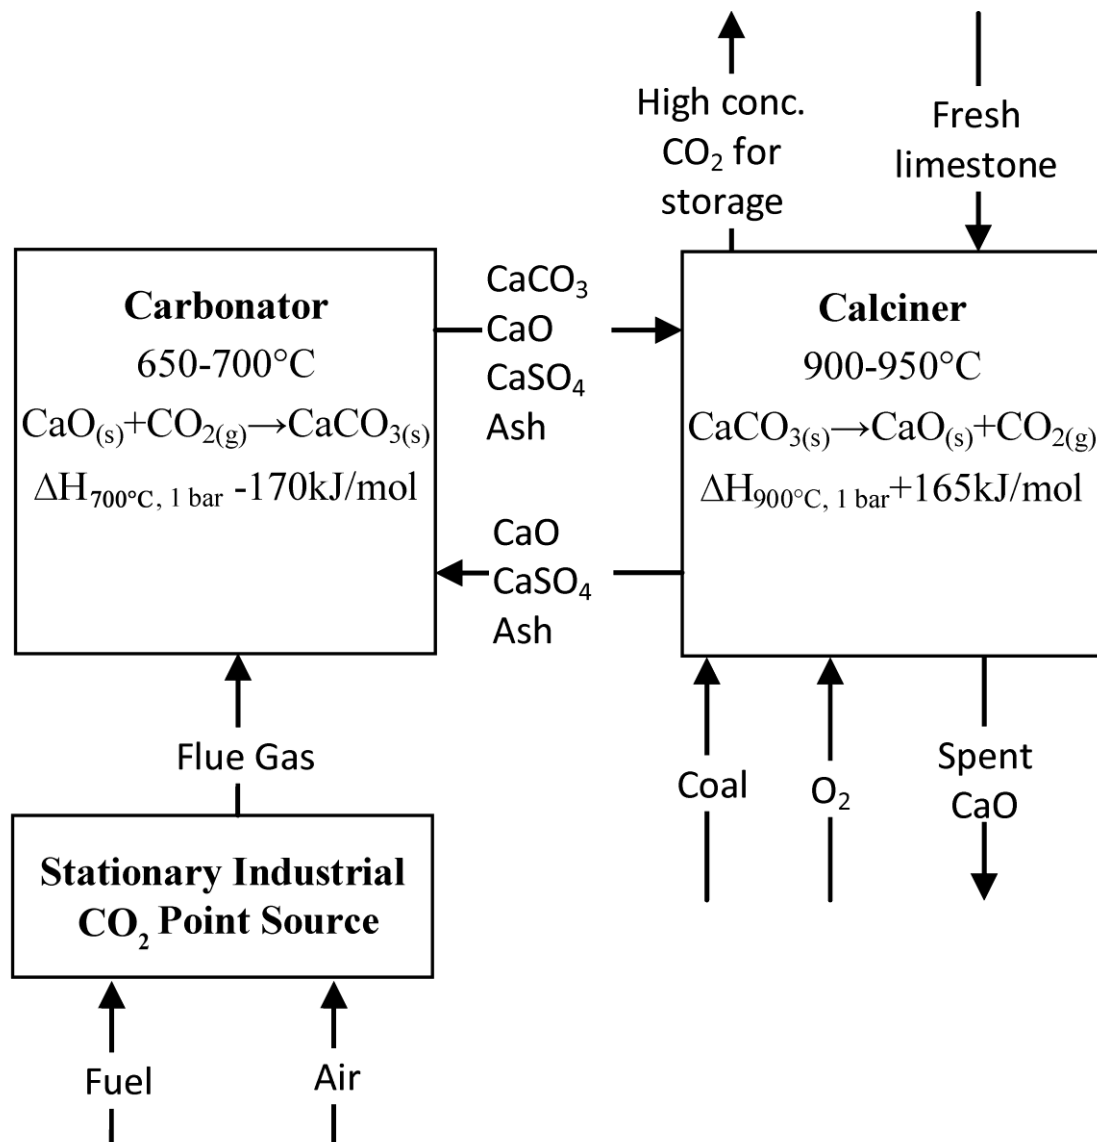 High conc.
CO₂ for
storage
Fresh
limestone
Carbonator
650-700°C
CaO(s)+CO₂(g)→CaCO₃(s)
ΔH700°C, 1 bar -170kJ/mol
CaCO₃
CaO
CaSO₄
Ash
CaO
CaSO₄
Ash
Calciner
900-950°C
CaCO₃(s)→CaO(s)+CO₂(g)
ΔH900°C, 1 bar+165kJ/mol
Flue Gas
Coal
O₂
Spent
CaO
Stationary Industrial
CO₂ Point Source
Fuel
Air